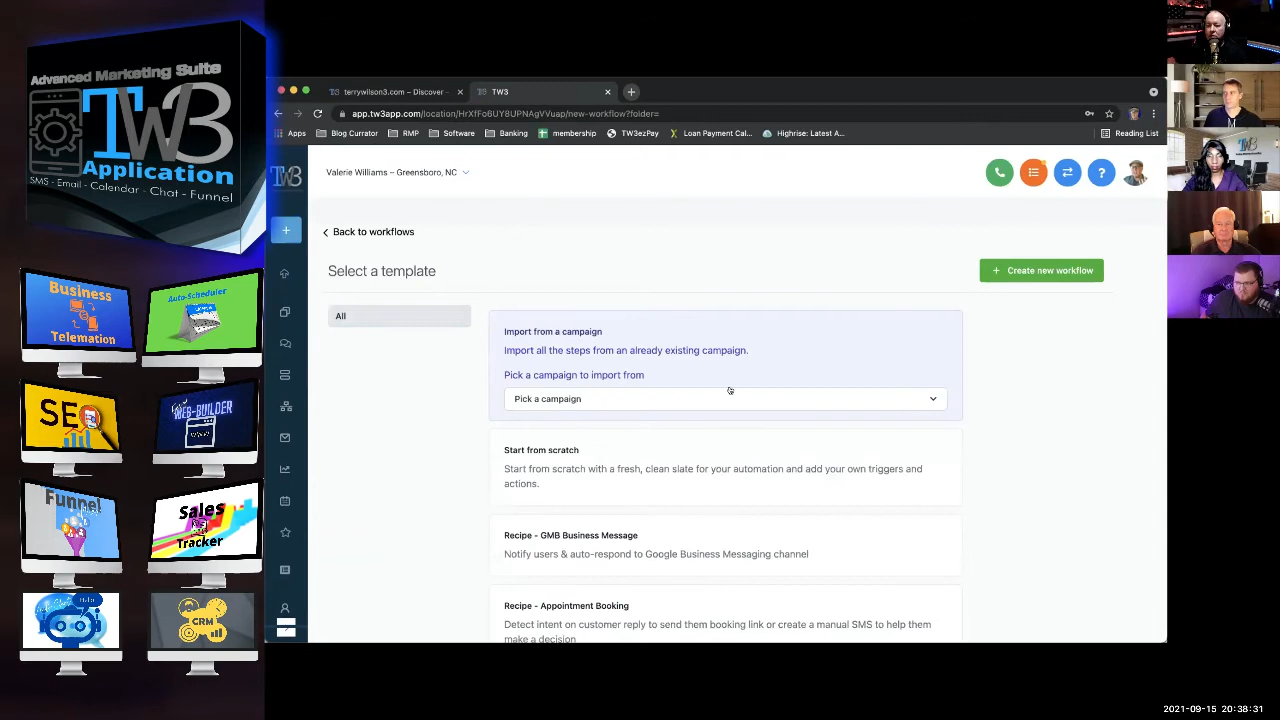 Advanced Marketing Suite
TW3
Application
SMS - Email - Calendar - Chat - Funnel
Business
Telemation
Auto-Scheduler
SEO
WEB-BUILDER
WWW
Funnel
Sales
Tracker
Hello
CRM
terrywilson3.com – Discover
TW3
app.tw3app.com/location/HrXfFo8UY8UPNAgVVuap/new-workflow?folder=
Apps
Blog Currator
RMP
Software
Banking
membership
TW3ezPay
Loan Payment Cal...
Highrise: Latest A...
Reading List
TW3
Valerie Williams -- Greensboro, NC
?
Back to workflows
Select a template
+ Create new workflow
All
Import from a campaign
Import all the steps from an already existing campaign.
Pick a campaign to import from
Pick a campaign
Start from scratch
Start from scratch with a fresh, clean slate for your automation and add your own triggers and
actions.
Recipe - GMB Business Message
Notify users & auto-respond to Google Business Messaging channel
Recipe - Appointment Booking
Detect intent on customer reply to send them booking link or create a manual SMS to help them
make a decision
2021-09-15 20:38:31